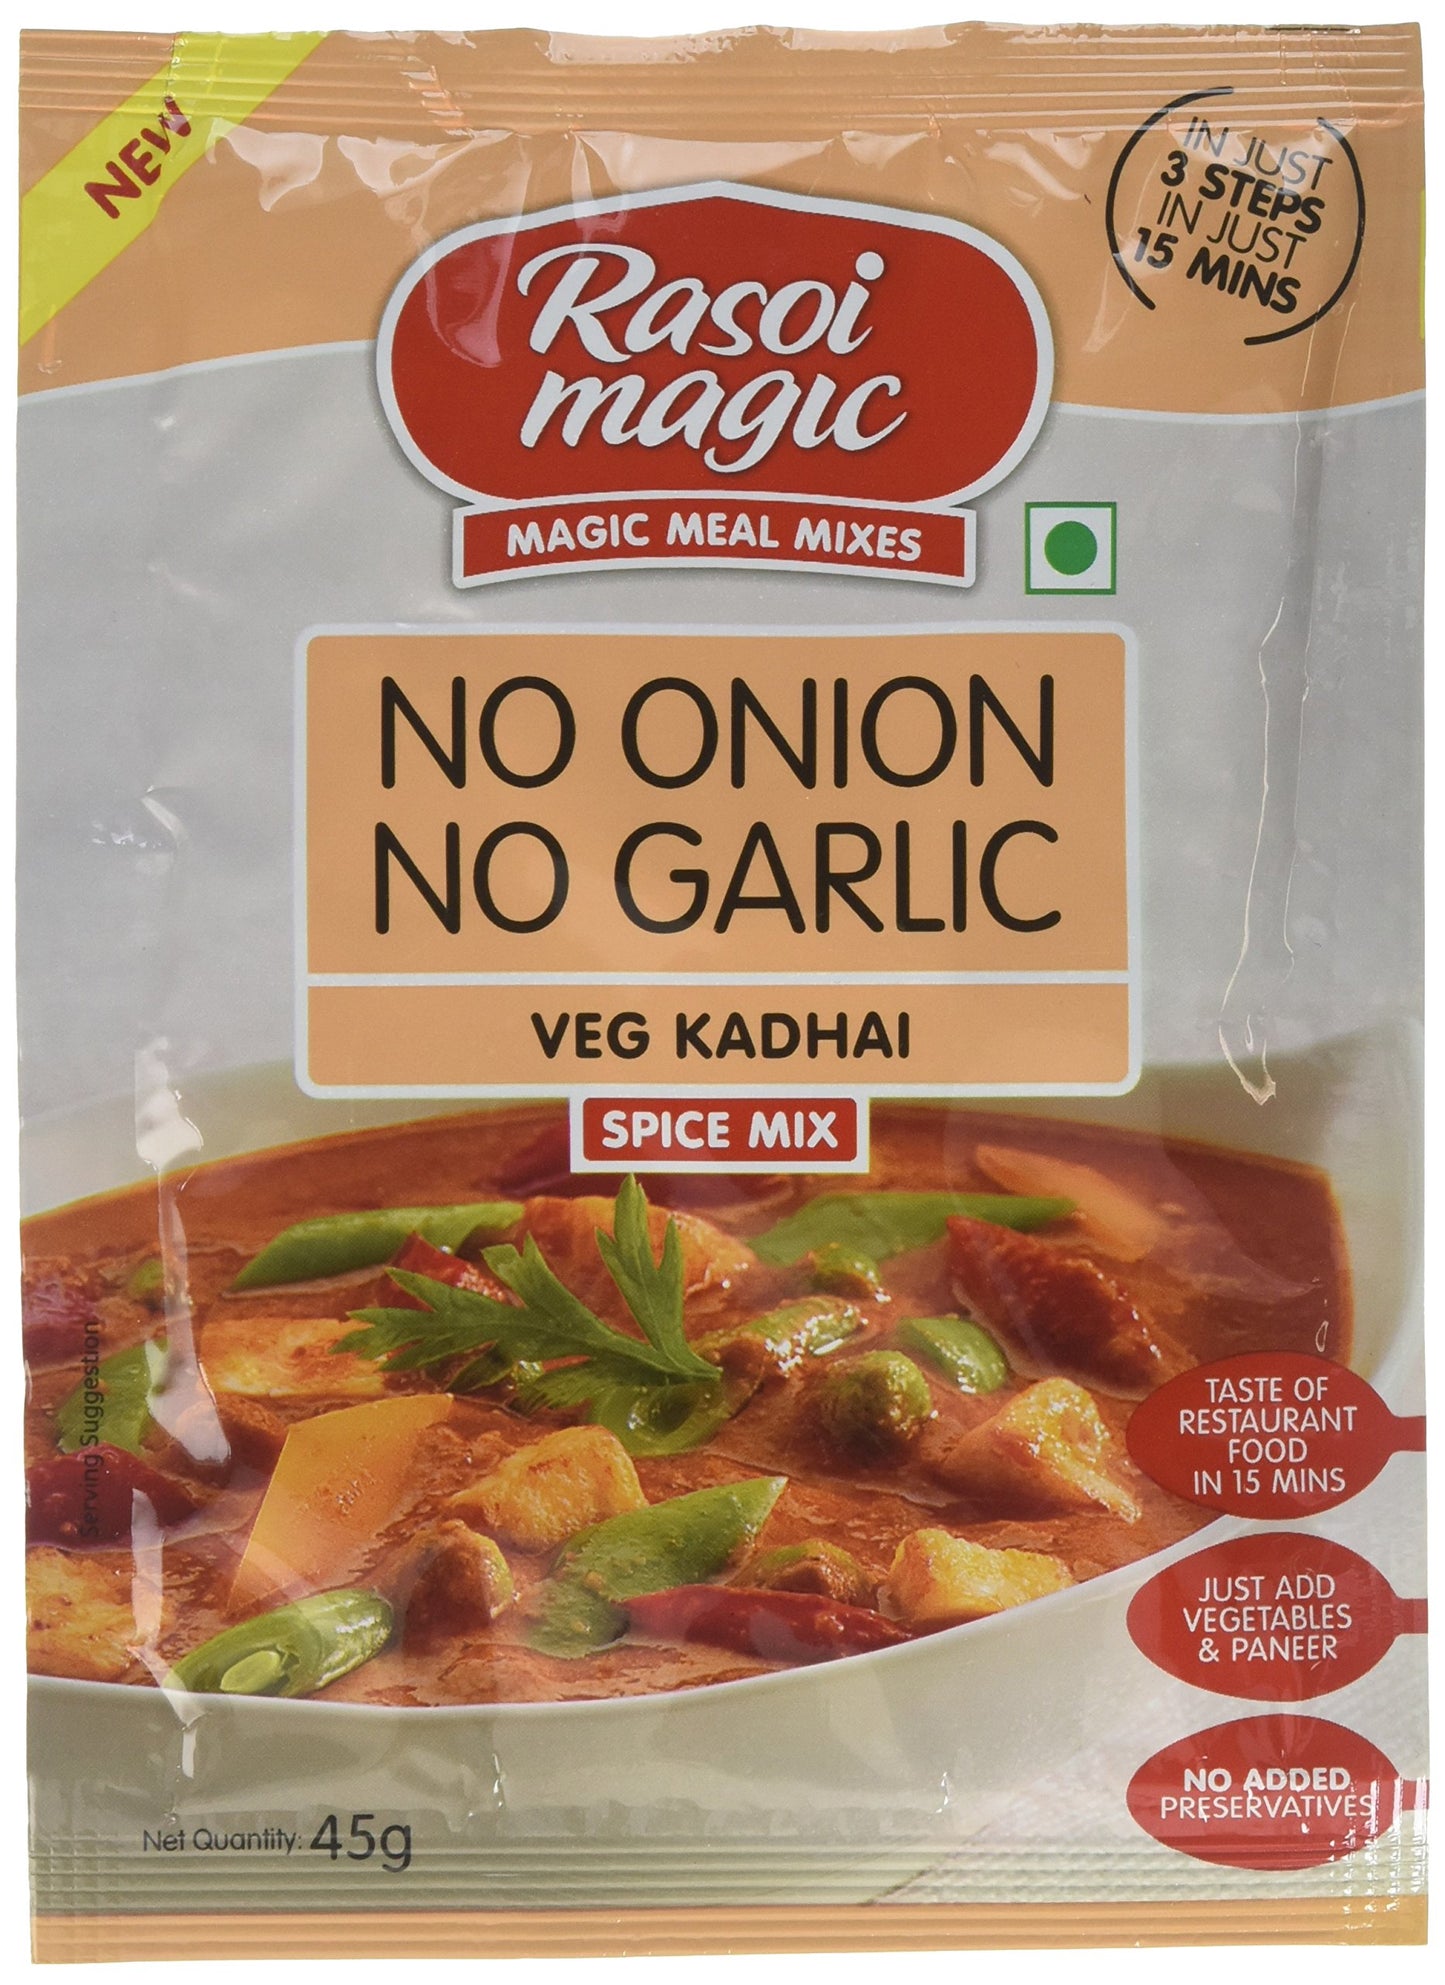 NEW
IN JUST
3 STEPS
IN JUST
15 MINS
Rasoi
magic
MAGIC MEAL MIXES
NO ONION
NO GARLIC
VEG KADHAI
SPICE MIX
Serving Suggestion
TASTE OF
RESTAURANT
FOOD
IN 15 MINS
JUST ADD
VEGETABLES
& PANEER
NO ADDED
PRESERVATIVES
Net Quantity: 45g